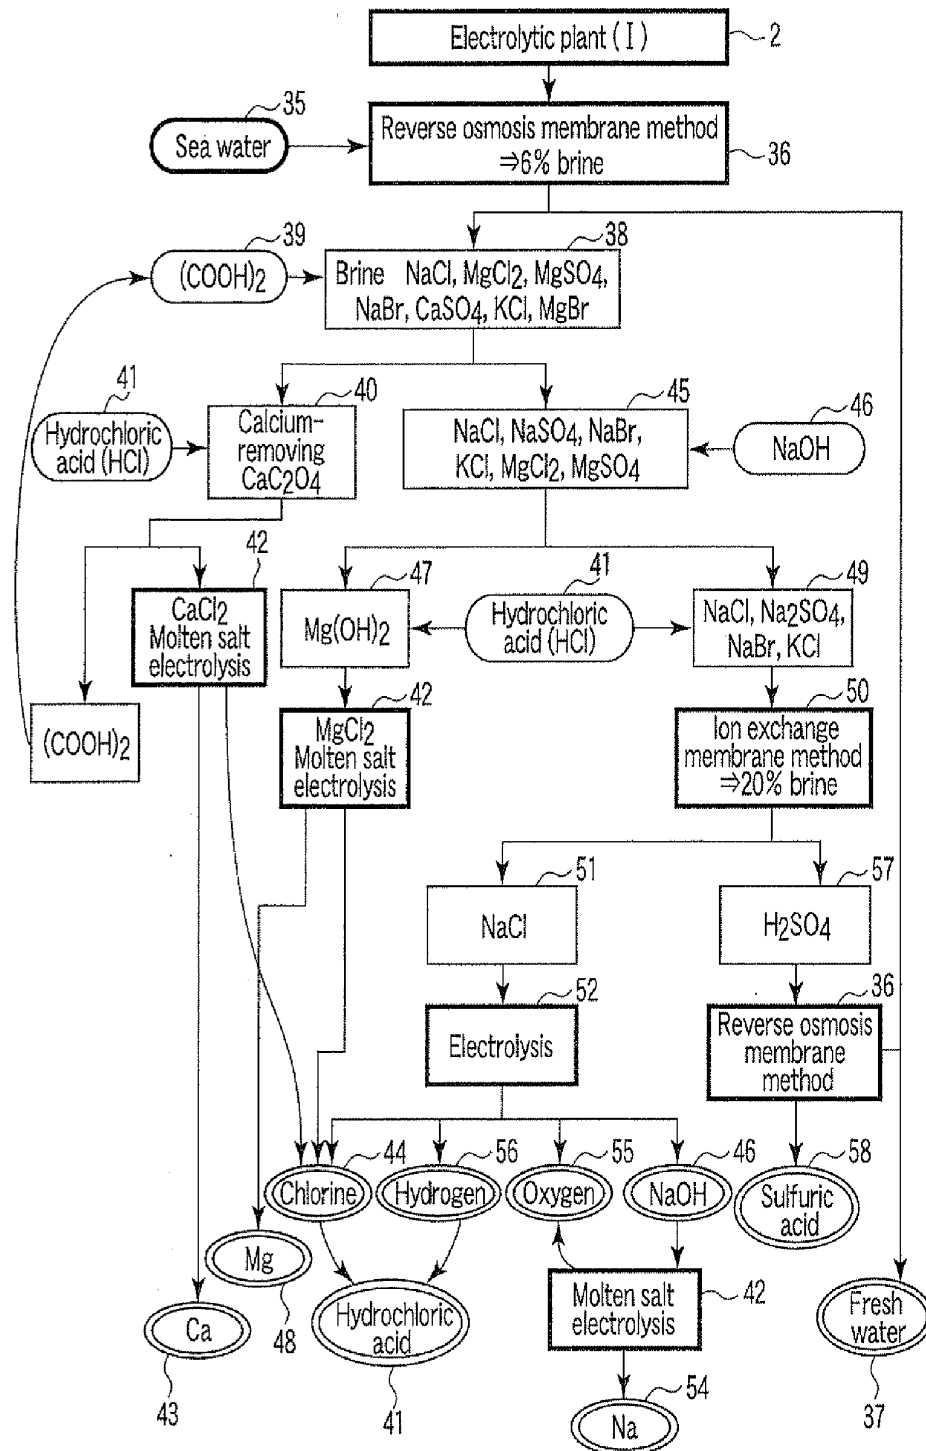 Electrolytic plant (I)
2
35
Sea water
Reverse osmosis membrane method
⇒6% brine
36
39
(COOH)2
38
Brine NaCl, MgCl2, MgSO4,
NaBr, CaSO4, KCl, MgBr
41
Hydrochloric
acid (HCl)
40
Calcium-
removing
CaC2O4
45
NaCl, NaSO4, NaBr,
KCl, MgCl2, MgSO4
46
NaOH
42
CaCl2
Molten salt
electrolysis
47
Mg(OH)2
41
Hydrochloric
acid (HCl)
49
NaCl, Na2SO4,
NaBr, KCl
(COOH)2
42
MgCl2
Molten salt
electrolysis
50
Ion exchange
membrane method
⇒20% brine
51
NaCl
57
H2SO4
52
Electrolysis
36
Reverse osmosis
membrane
method
44
Chlorine
56
Hydrogen
55
Oxygen
46
NaOH
58
Sulfuric
acid
Mg
48
Ca
43
Hydrochloric
acid
41
Molten salt
electrolysis
42
Fresh
water
37
54
Na